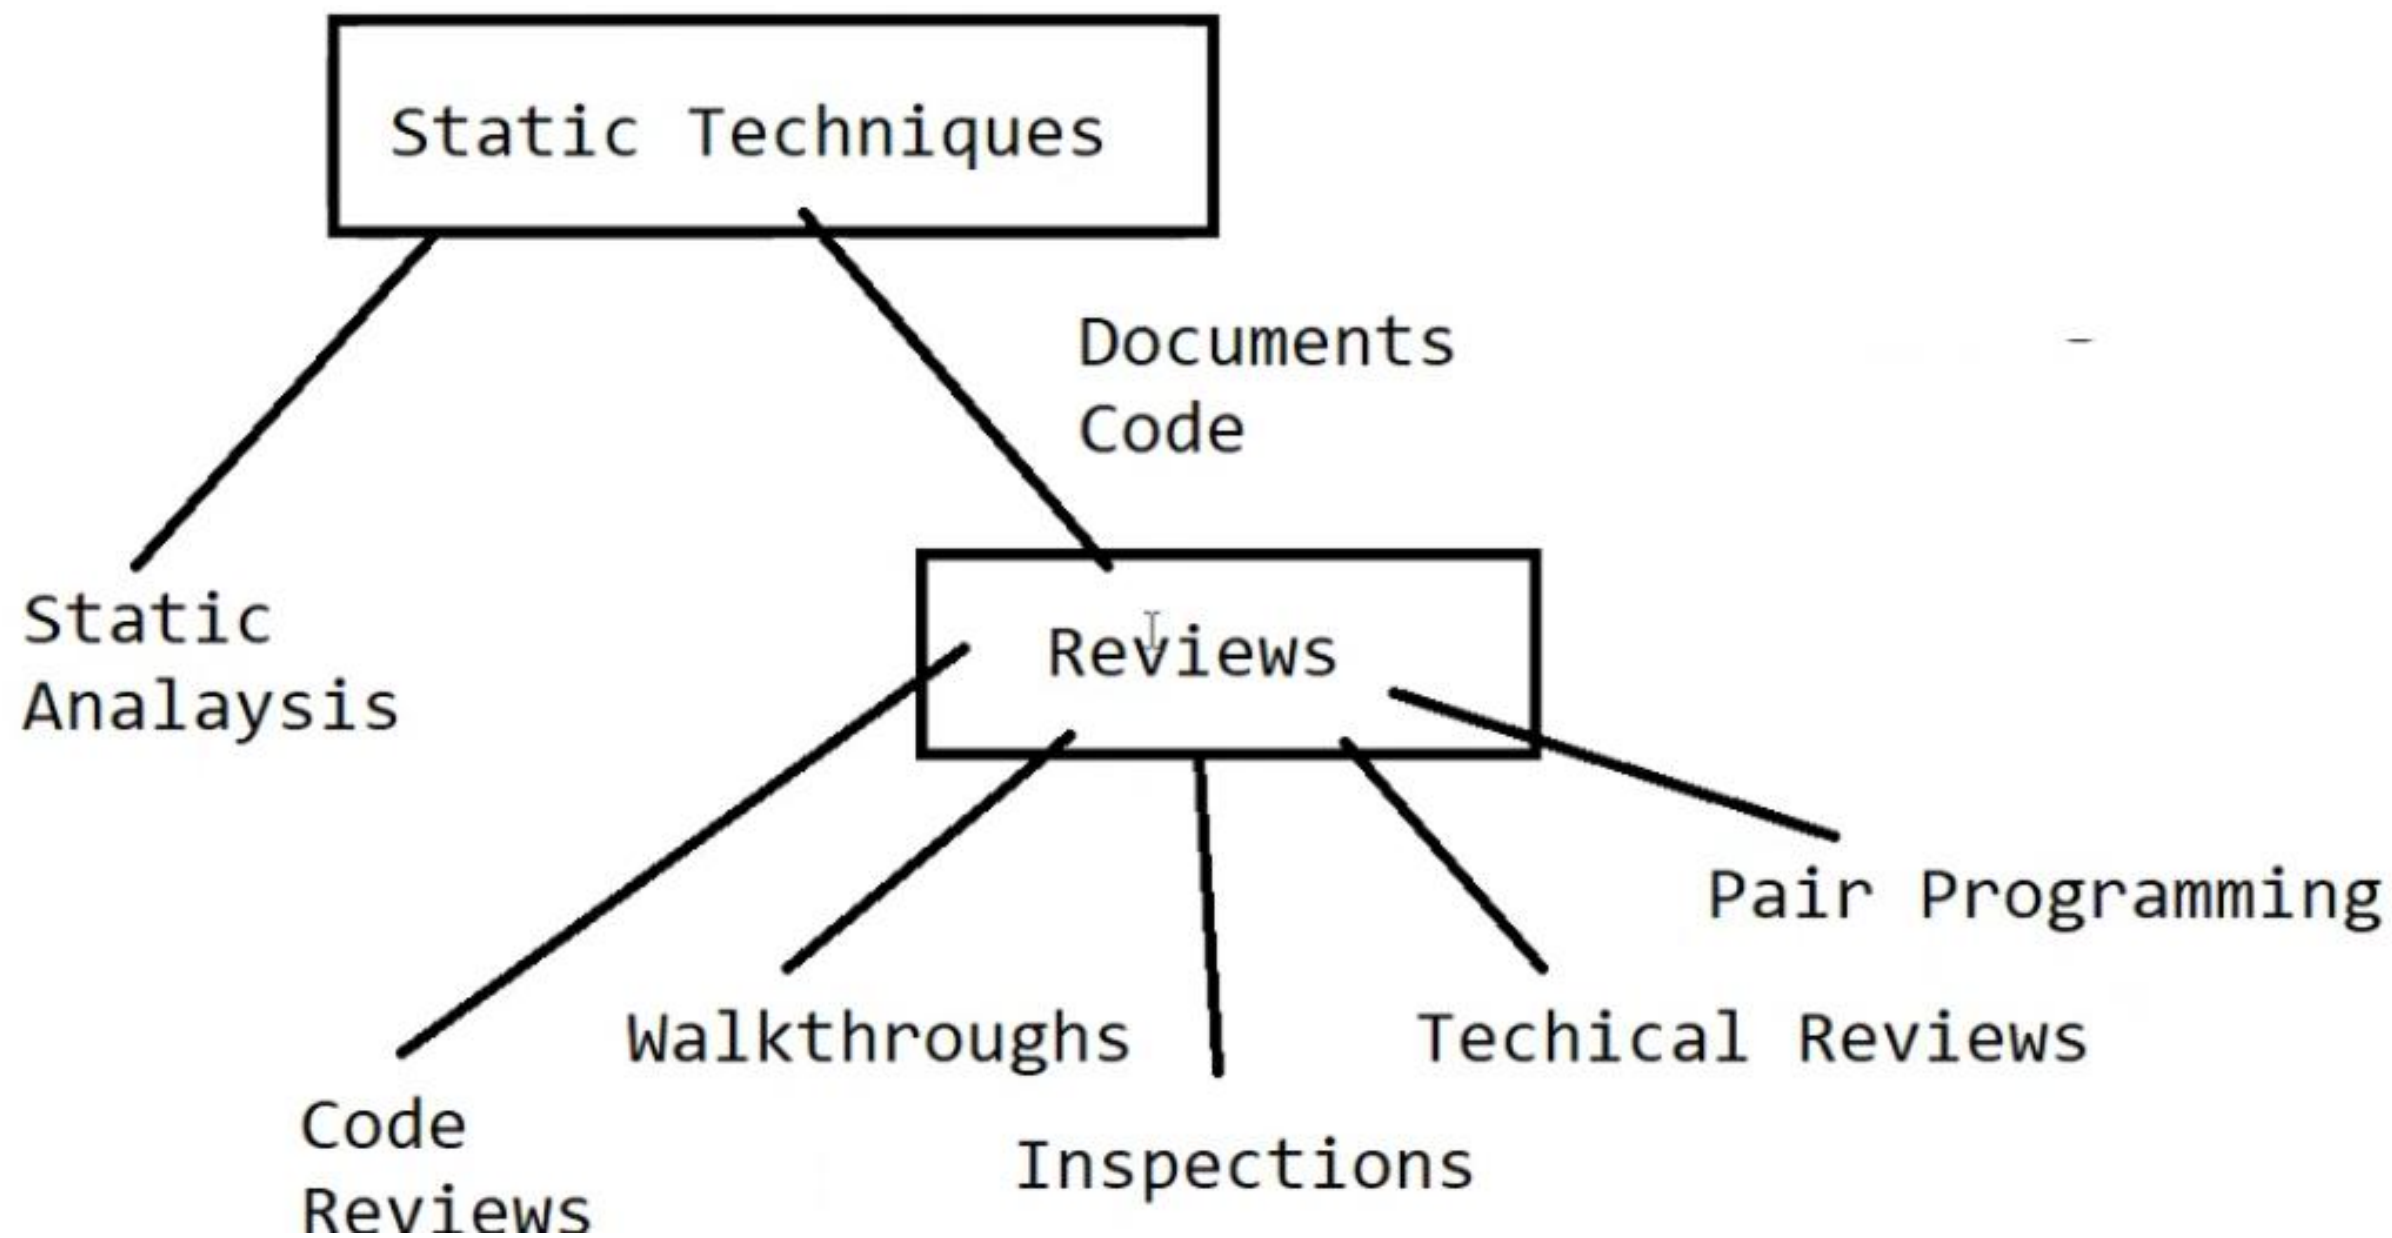 Static Techniques
Documents
Code
Static
Analaysis
Reviews
Pair Programming
Walkthroughs
Techical Reviews
Code
Reviews
Inspections